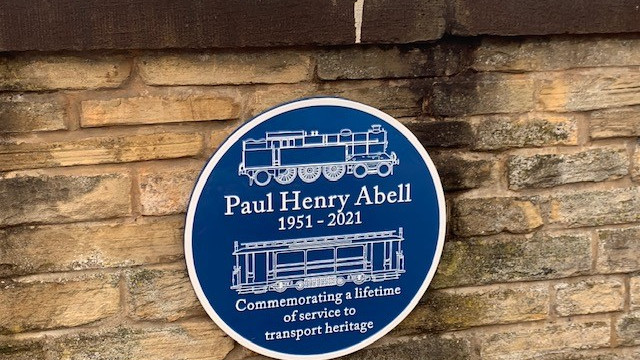 Paul Henry Abell
1951 - 2021
Commemorating a lifetime
of service to
transport heritage